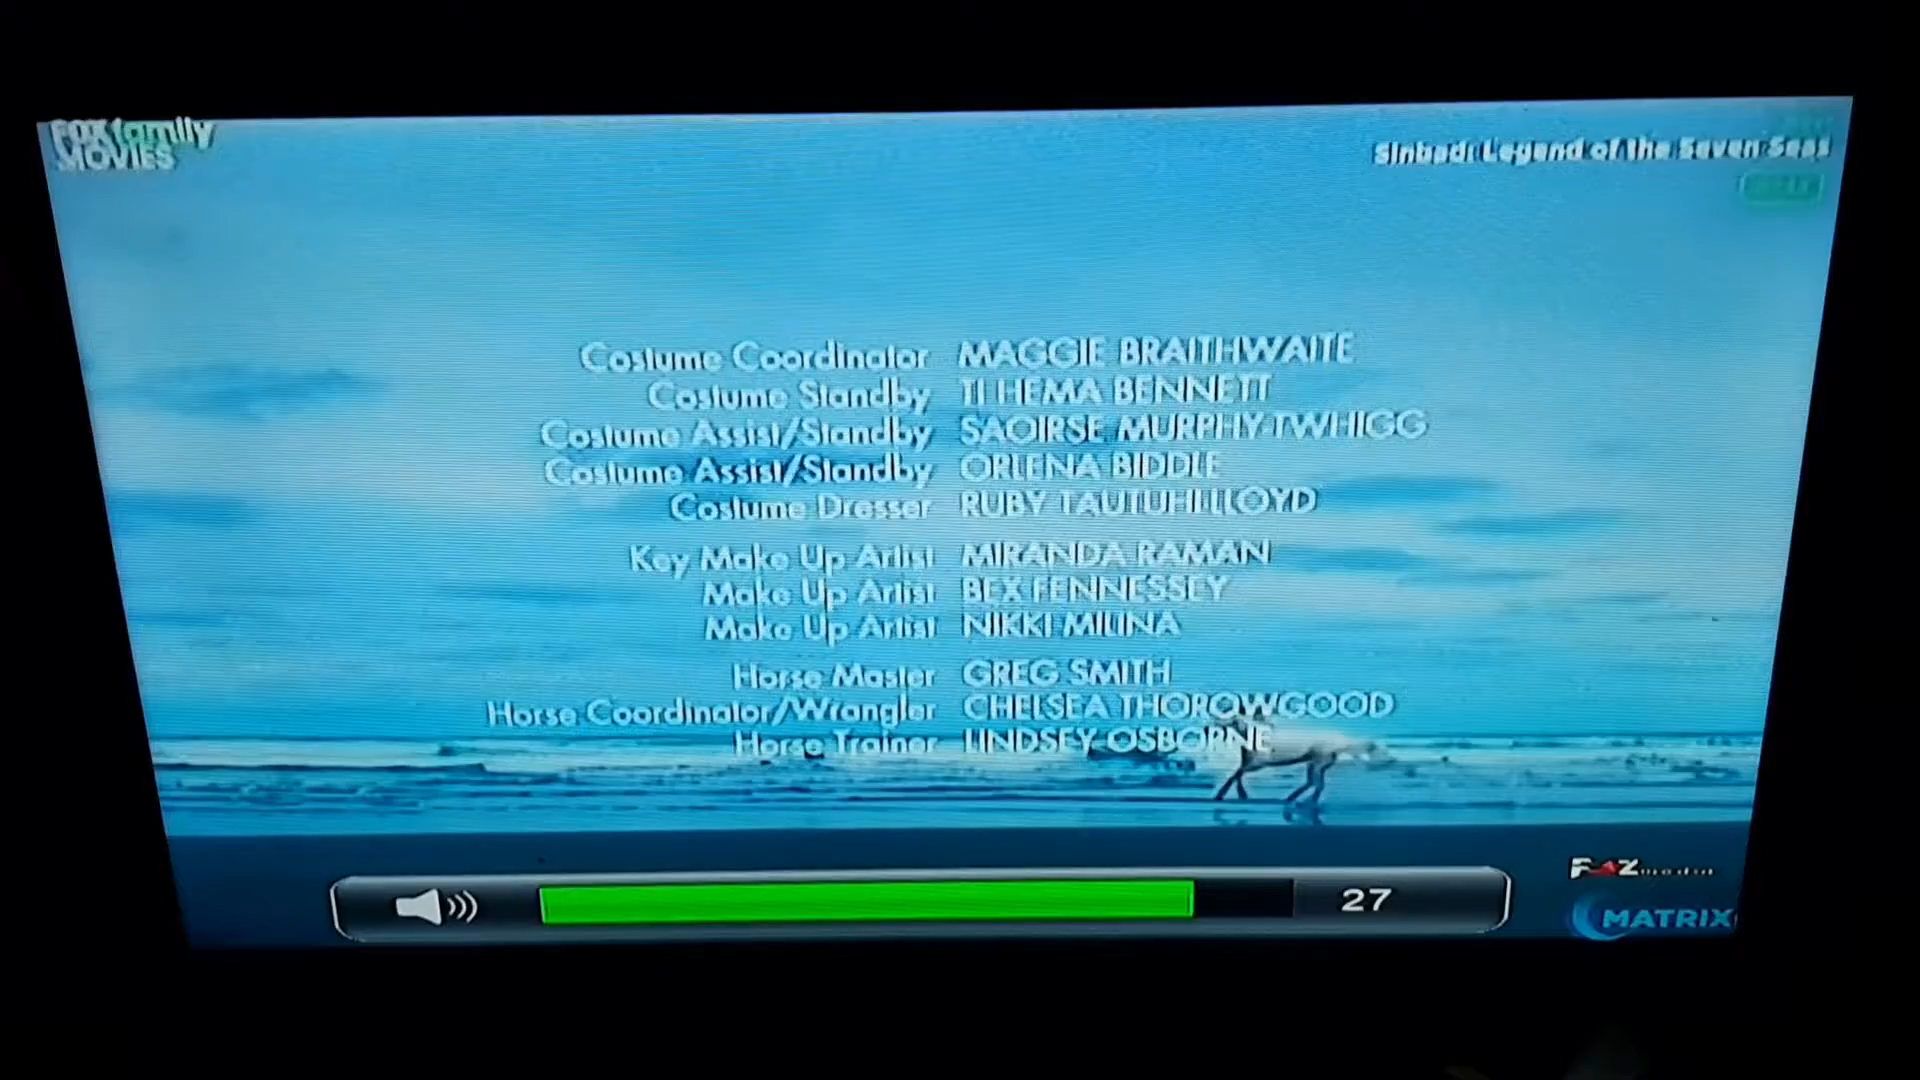 FOX family
MOVIES
Sinbad: Legend of the Seven Seas
Costume Coordinator MAGGIE BRAITHWAITE
Costume Standby TI HEMA BENNETT
Costume Assist/Standby SAOIRSE MURPHY-TWHIGG
Costume Assist/Standby ORLENA BIDDLE
Costume Dresser RUBY TAUTUHI LLOYD
Key Make Up Artist MIRANDA RAMAN
Make Up Artist BEX FENNESSEY
Make Up Artist NIKKI MILINA
Horse Master GREG SMITH
Horse Coordinator/Wrangler CHELSEA THOROWGOOD
Horse Trainer LINDSEY OSBORNE
27
MATRIX